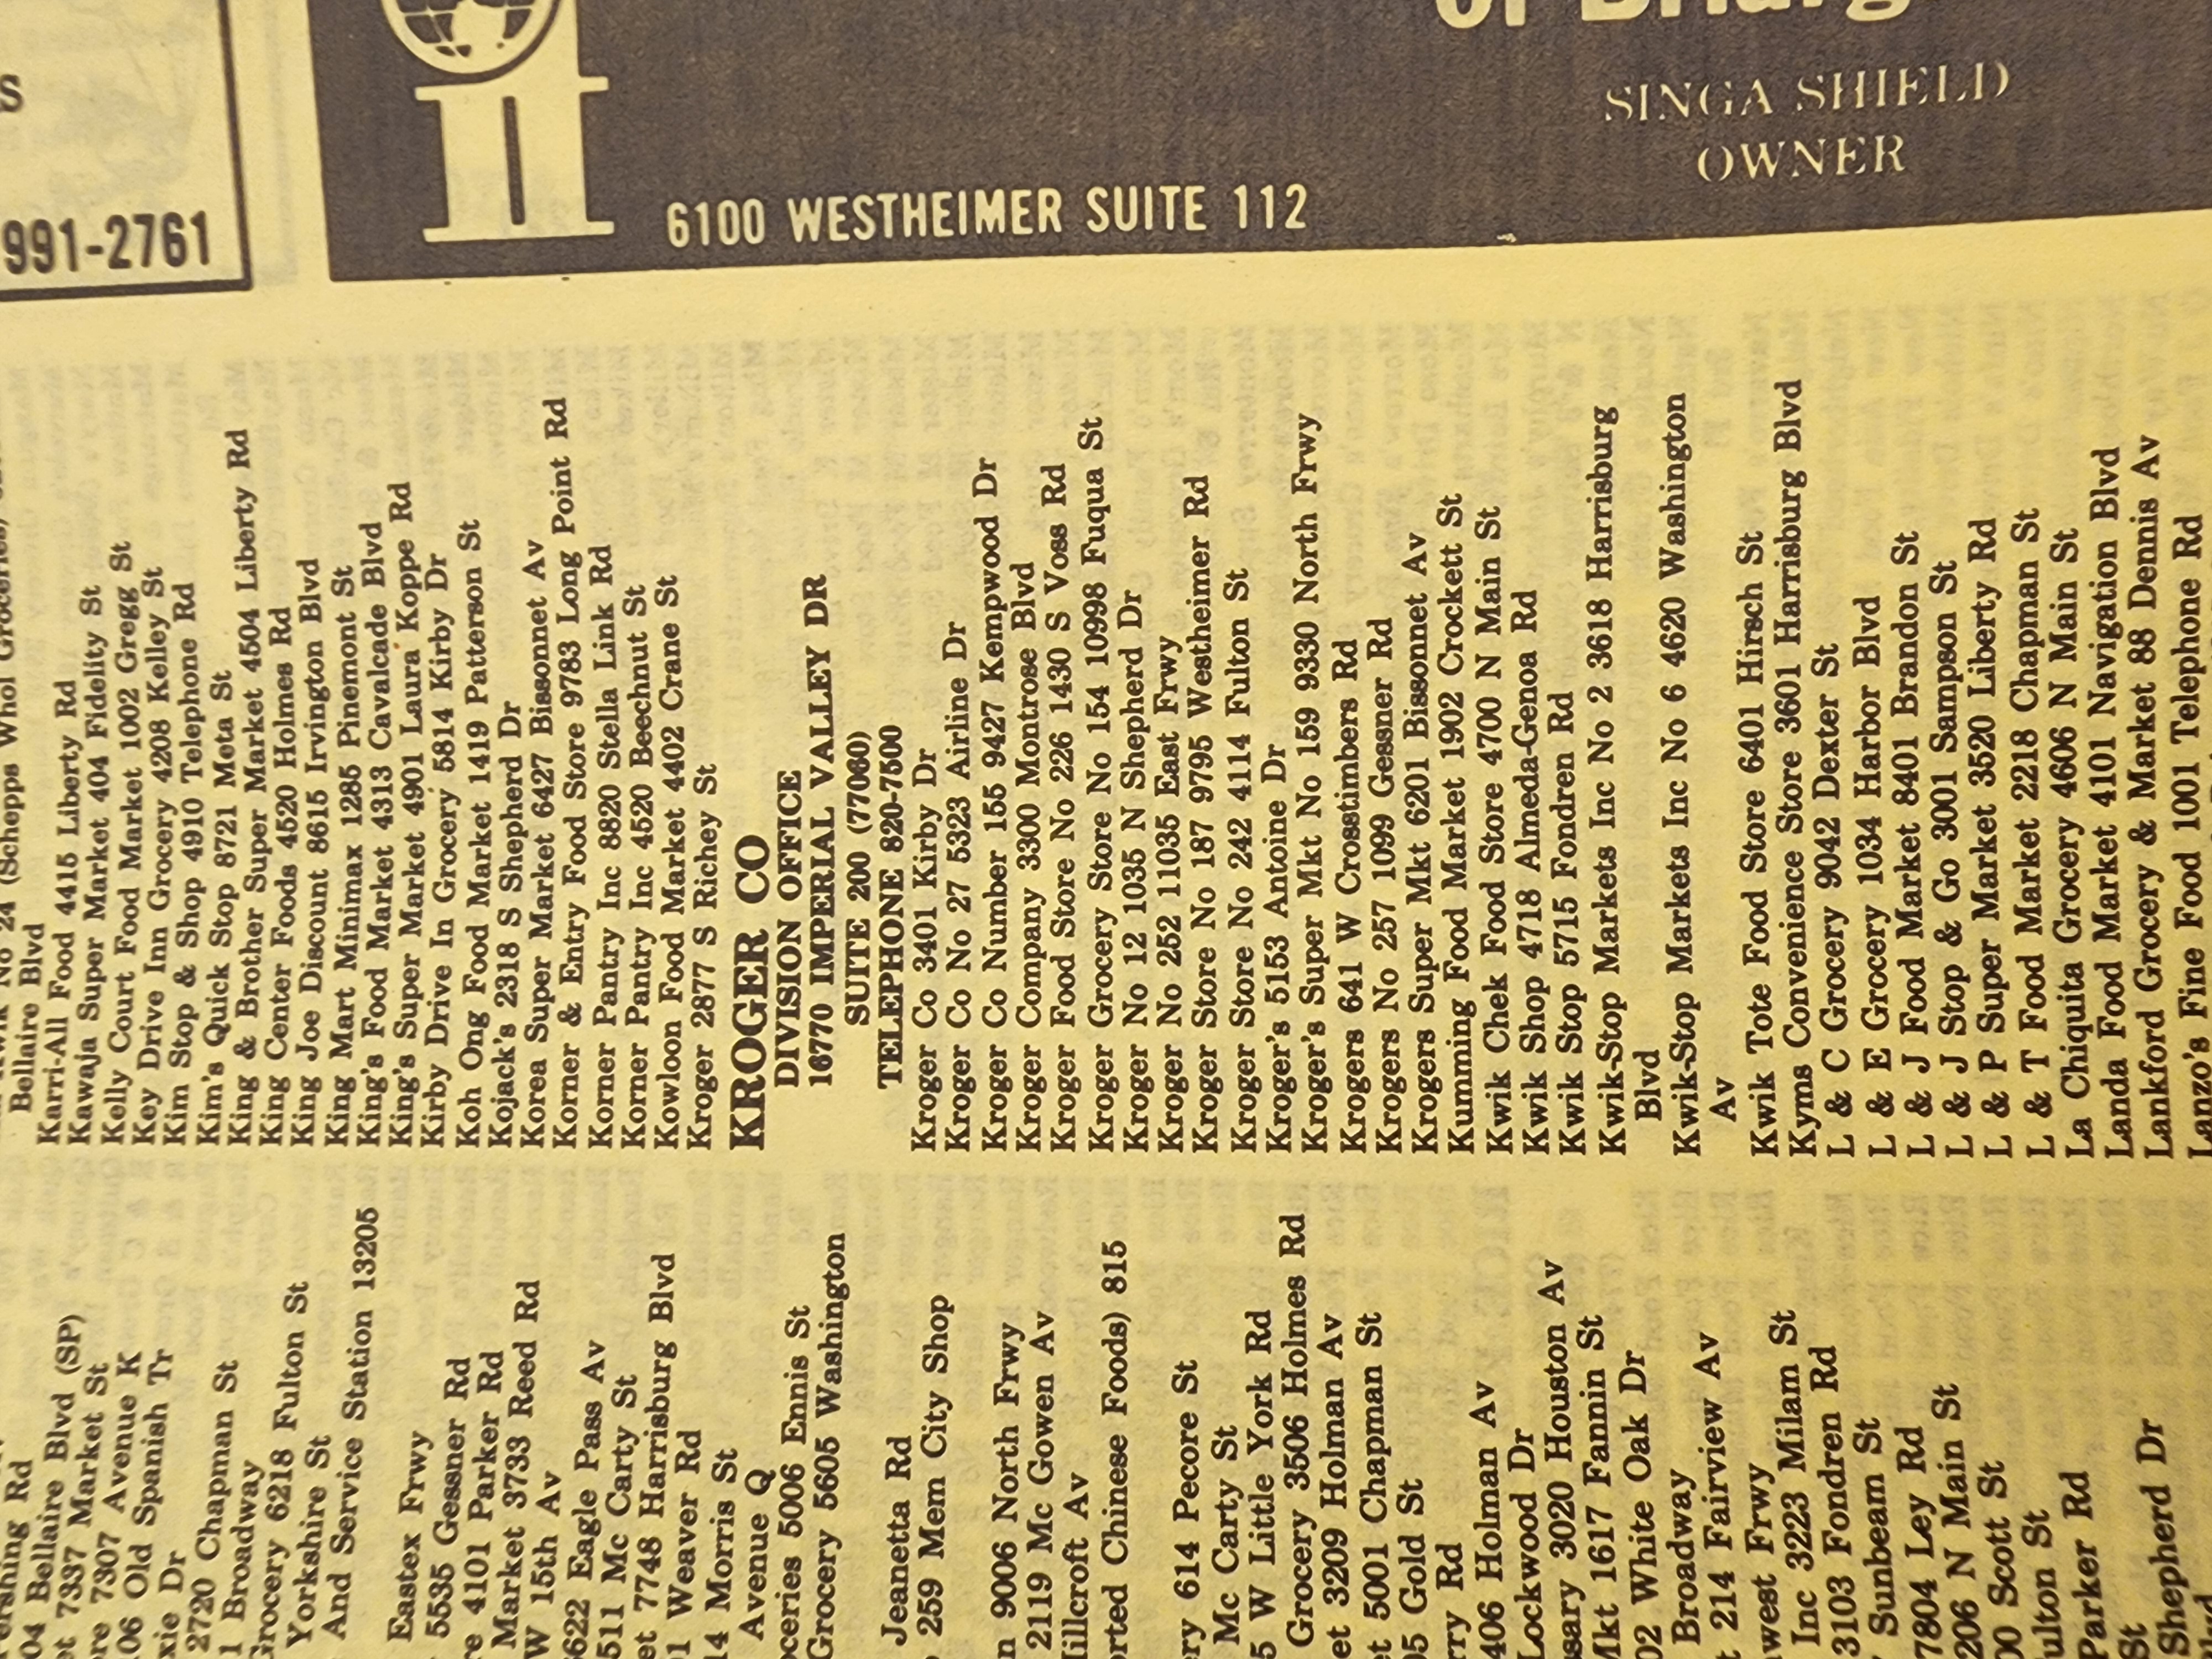 S
991-2761
II
6100 WESTHEIMER SUITE 112
SINGA SHIELD
OWNER
No 24 (Schepps Whol Groceries)
Bellaire Blvd
Karri-All Food 4415 Liberty Rd
Kawaja Super Market 404 Fidelity St
Kelly Court Food Market 1002 Gregg St
Key Drive Inn Grocery 4208 Kelley St
Kim Stop & Shop 4910 Telephone Rd
Kim's Quick Stop 8721 Meta St
King & Brother Super Market 4504 Liberty Rd
King Center Foods 4520 Holmes Rd
King Joe Discount 8615 Irvington Blvd
King Mart Minimax 1285 Pinemont St
King's Food Market 4313 Cavalcade Blvd
King's Super Market 4901 Laura Koppe Rd
Kirby Drive In Grocery 5814 Kirby Dr
Koh Ong Food Market 1419 Patterson St
Kojack's 2318 S Shepherd Dr
Korea Super Market 6427 Bissonnet Av
Korner & Entry Food Store 9783 Long Point Rd
Korner Pantry Inc 8820 Stella Link Rd
Korner Pantry Inc 4520 Beechnut St
Kowloon Food Market 4402 Crane St
Kroger 2877 S Richey St
KROGER CO
DIVISION OFFICE
16770 IMPERIAL VALLEY DR
SUITE 200 (77060)
TELEPHONE 820-7500
Kroger Co 3401 Kirby Dr
Kroger Co No 27 5323 Airline Dr
Kroger Co Number 155 9427 Kempwood Dr
Kroger Company 3300 Montrose Blvd
Kroger Food Store No 226 1430 S Voss Rd
Kroger Grocery Store No 154 10998 Fuqua St
Kroger No 12 1035 N Shepherd Dr
Kroger No 252 11035 East Frwy
Kroger Store No 187 9795 Westheimer Rd
Kroger Store No 242 4114 Fulton St
Kroger's 5153 Antoine Dr
Kroger's Super Mkt No 159 9330 North Frwy
Krogers 641 W Crosstimbers Rd
Krogers No 257 1099 Gessner Rd
Krogers Super Mkt 6201 Bissonnet Av
Kumming Food Market 1902 Crockett St
Kwik Chek Food Store 4700 N Main St
Kwik Shop 4718 Almeda-Genoa Rd
Kwik Stop 5715 Fondren Rd
Kwik-Stop Markets Inc No 2 3618 Harrisburg
Blvd
Kwik-Stop Markets Inc No 6 4620 Washington
Av
Kwik Tote Food Store 6401 Hirsch St
Kyms Convenience Store 3601 Harrisburg Blvd
L & C Grocery 9042 Dexter St
L & E Grocery 1034 Harbor Blvd
L & J Food Market 8401 Brandon St
L & J Stop & Go 3001 Sampson St
L & P Super Market 3520 Liberty Rd
L & T Food Market 2218 Chapman St
La Chiquita Grocery 4606 N Main St
Landa Food Market 4101 Navigation Blvd
Lankford Grocery & Market 88 Dennis Av
Lanzo's Fine Food 1001 Telephone Rd
Rd
04 Bellaire Blvd (SP)
7337 Market St
7307 Avenue K
06 Old Spanish Tr
Dr
2720 Chapman St
Broadway
Grocery 6218 Fulton St
Yorkshire St
And Service Station 13205
Eastex Frwy
5535 Gessner Rd
4101 Parker Rd
Market 3733 Reed Rd
W 15th Av
Eagle Pass Av
511 Mc Carty St
7748 Harrisburg Blvd
Weaver Rd
14 Morris St
Avenue Q
5006 Ennis St
Grocery 5605 Washington
Jeanetta Rd
259 Mem City Shop
9006 North Frwy
2119 Mc Gowen Av
Hillcroft Av
Chinese Foods) 815
614 Pecore St
Mc Carty St
5 W Little York Rd
Grocery 3506 Holmes Rd
3209 Holman Av
5001 Chapman St
05 Gold St
Rd
406 Holman Av
Lockwood Dr
3020 Houston Av
Mkt 1617 Fannin St
02 White Oak Dr
Broadway
214 Fairview Av
Frwy
Inc 3223 Milam St
3103 Fondren Rd
Sunbeam St
7804 Ley Rd
206 N Main St
Scott St
St
Parker Rd
St
Shepherd Dr